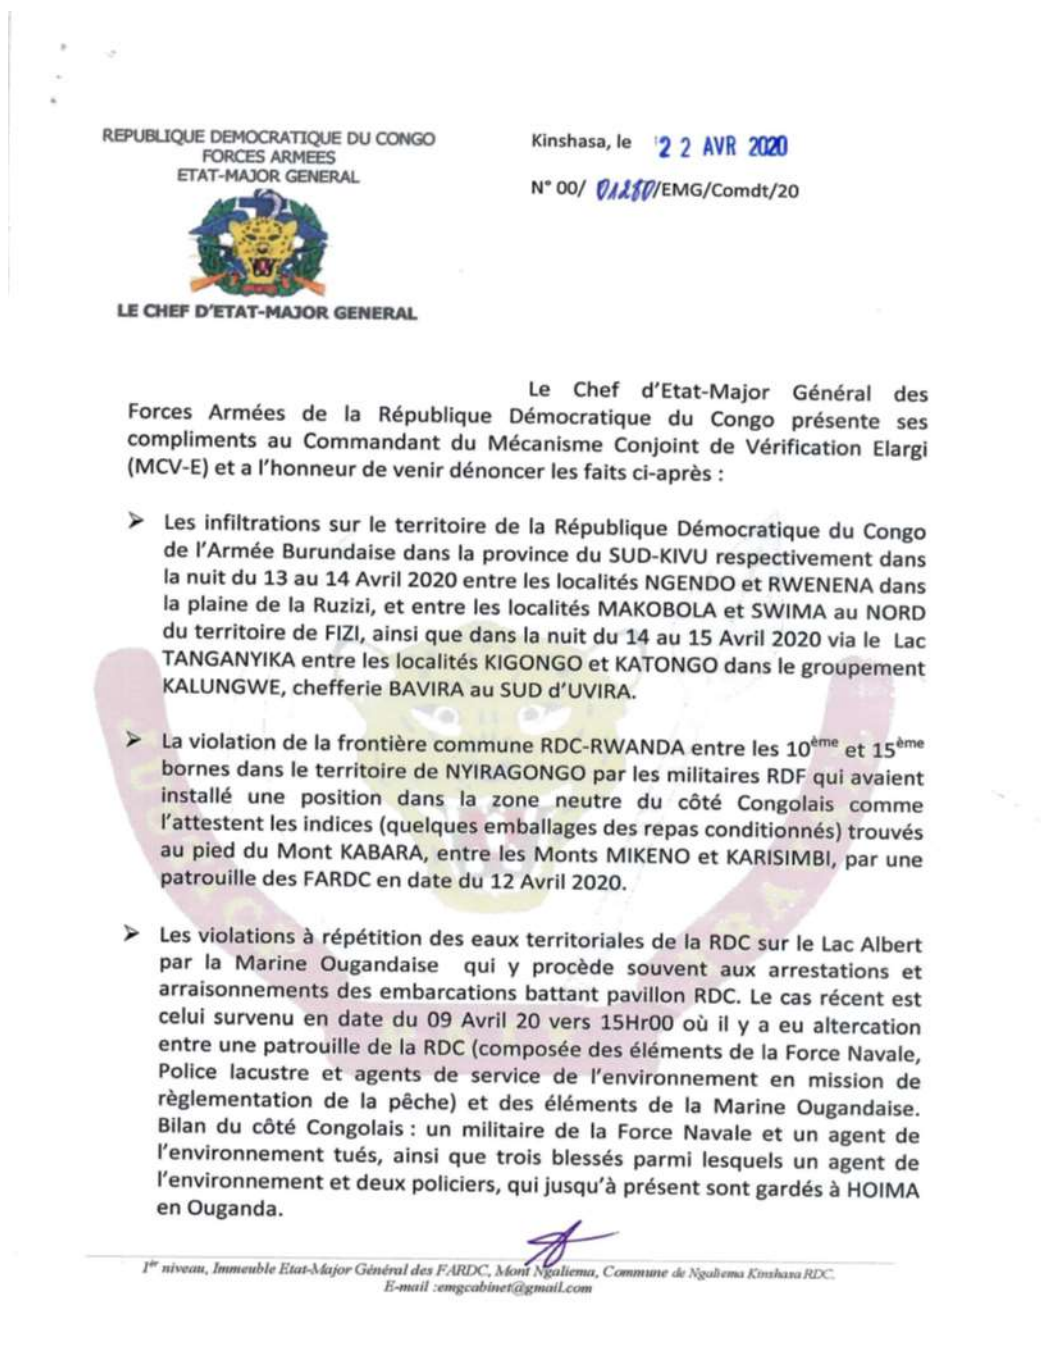 REPUBLIQUE DEMOCRATIQUE DU CONGO
FORCES ARMEES
ETAT-MAJOR GENERAL
LE CHEF D'ETAT-MAJOR GENERAL
Kinshasa, le 22 AVR 2020
N° 00/ 01280/EMG/Comdt/20
Le Chef d'Etat-Major Général des
Forces Armées de la République Démocratique du Congo présente ses
compliments au Commandant du Mécanisme Conjoint de Vérification Elargi
(MCV-E) et a l'honneur de venir dénoncer les faits ci-après :
➢ Les infiltrations sur le territoire de la République Démocratique du Congo
de l'Armée Burundaise dans la province du SUD-KIVU respectivement dans
la nuit du 13 au 14 Avril 2020 entre les localités NGENDO et RWENENA dans
la plaine de la Ruzizi, et entre les localités MAKOBOLA et SWIMA au NORD
du territoire de FIZI, ainsi que dans la nuit du 14 au 15 Avril 2020 via le Lac
TANGANYIKA entre les localités KIGONGO et KATONGO dans le groupement
KALUNGWE, chefferie BAVIRA au SUD d'UVIRA.
➢ La violation de la frontière commune RDC-RWANDA entre les 10ème et 15ème
bornes dans le territoire de NYIRAGONGO par les militaires RDF qui avaient
installé une position dans la zone neutre du côté Congolais comme
l'attestent les indices (quelques emballages des repas conditionnés) trouvés
au pied du Mont KABARA, entre les Monts MIKENO et KARISIMBI, par une
patrouille des FARDC en date du 12 Avril 2020.
➢ Les violations à répétition des eaux territoriales de la RDC sur le Lac Albert
par la Marine Ougandaise qui y procède souvent aux arrestations et
arraisonnements des embarcations battant pavillon RDC. Le cas récent est
celui survenu en date du 09 Avril 20 vers 15Hr00 où il y a eu altercation
entre une patrouille de la RDC (composée des éléments de la Force Navale,
Police lacustre et agents de service de l'environnement en mission de
règlementation de la pêche) et des éléments de la Marine Ougandaise.
Bilan du côté Congolais : un militaire de la Force Navale et un agent de
l'environnement tués, ainsi que trois blessés parmi lesquels un agent de
l'environnement et deux policiers, qui jusqu'à présent sont gardés à HOIMA
en Ouganda.
1er niveau, Immeuble Etat-Major Général des FARDC, Mont Ngaliema, Commune de Ngaliema Kinshasa RDC.
E-mail :emgcabinet@gmail.com